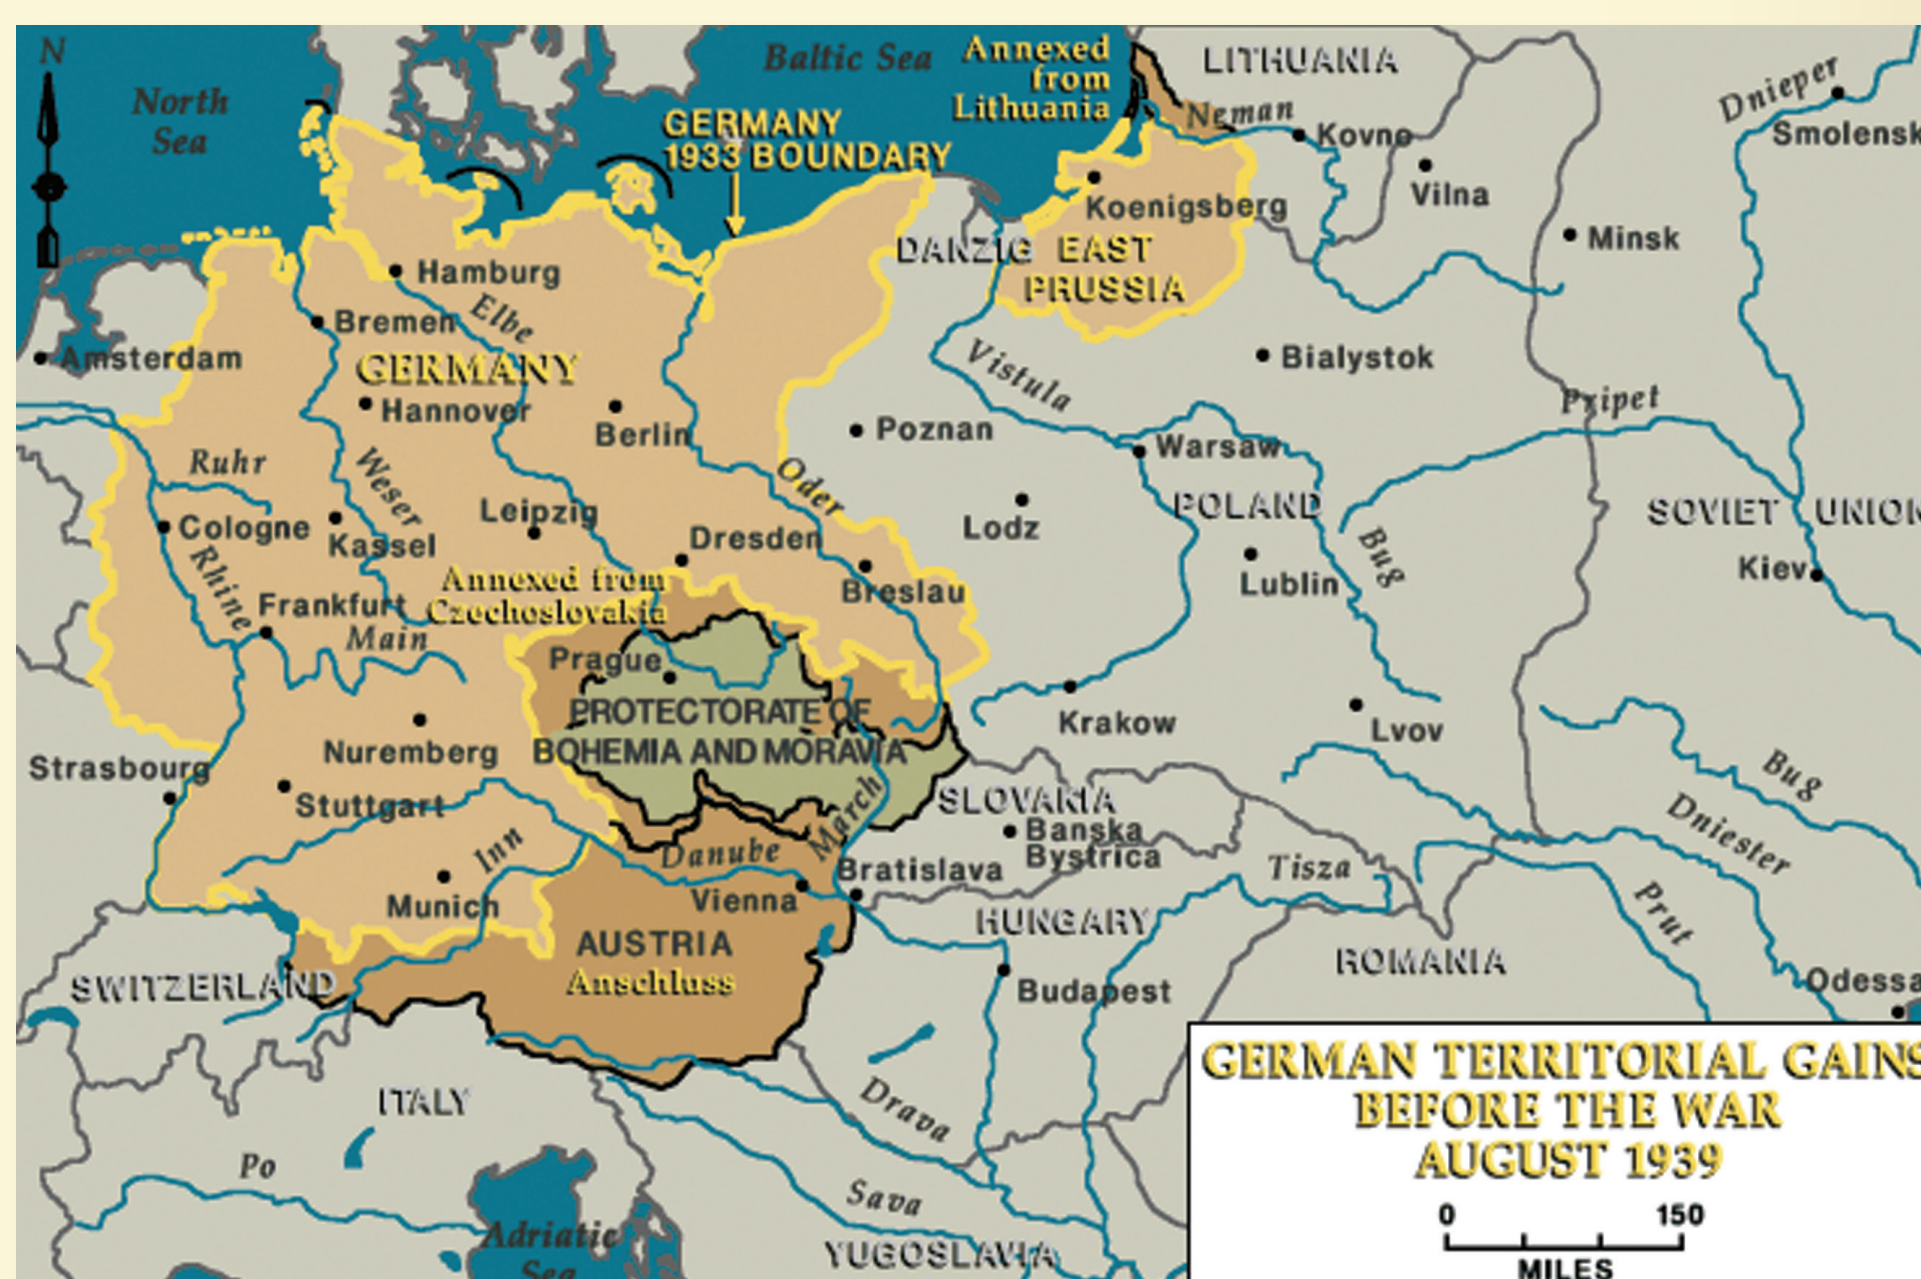 N
North
Sea
Baltic Sea
Annexed
from
Lithuania
LITHUANIA
Neman
Kovno
Vilna
Dnieper
Smolensk
Minsk
GERMANY
1933 BOUNDARY
Koenigsberg
DANZIG
EAST
PRUSSIA
Hamburg
Elbe
Bremen
Amsterdam
GERMANY
Hannover
Berlin
Vistula
Bialystok
Pripet
Poznan
Warsaw
Ruhr
Weser
Oder
Leipzig
Cologne
Kassel
Dresden
Lodz
POLAND
SOVIET UNION
Bug
Lublin
Kiev
Rhine
Annexed from
Czechoslovakia
Breslau
Frankfurt
Main
Prague
PROTECTORATE OF
BOHEMIA AND MORAVIA
Krakow
Lvov
Nuremberg
Strasbourg
Stuttgart
March
SLOVAKIA
Banska
Bystrica
Bug
Dniester
Inn
Danube
Bratislava
Tisza
Munich
Vienna
HUNGARY
Prut
AUSTRIA
Anschluss
ROMANIA
SWITZERLAND
Budapest
Odessa
ITALY
Drava
Po
Sava
Adriatic
Sea
YUGOSLAVIA
GERMAN TERRITORIAL GAINS
BEFORE THE WAR
AUGUST 1939
0 150
MILES